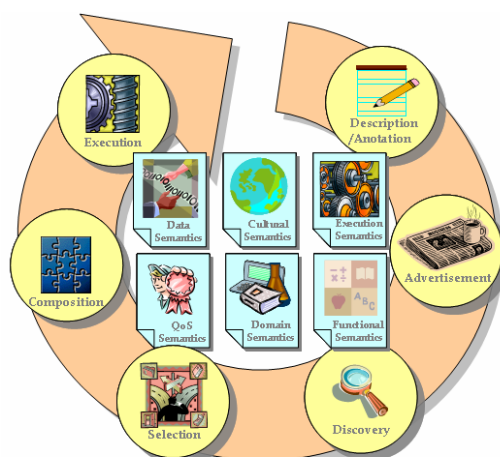 Execution
Description
/Anotation
Data
Semantics
Cultural
Semantics
Execution
Semantics
Advertisement
Composition
QoS
Semantics
Domain
Semantics
Functional
Semantics
Selection
Discovery